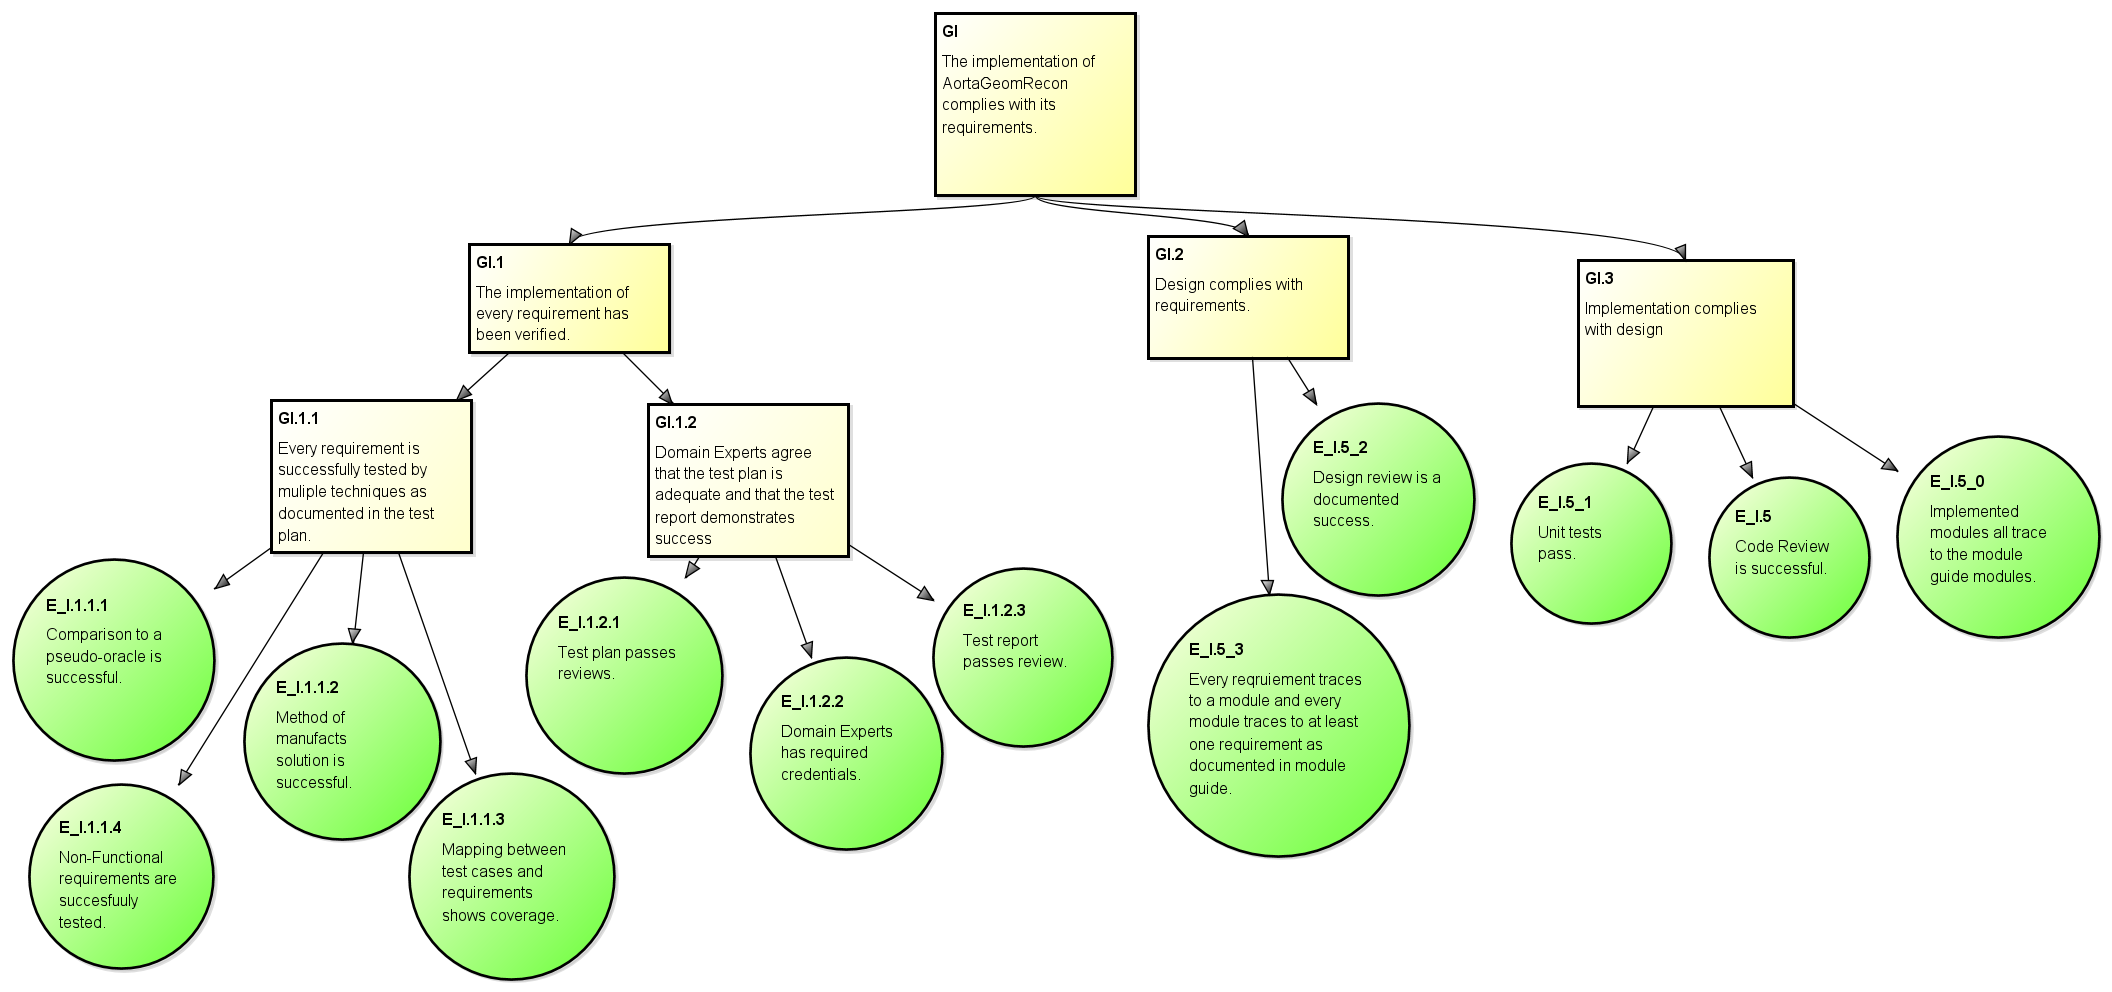 GI
The implementation of
AortaGeomRecon
complies with its
requirements.
GI.1
The implementation of
every requirement has
been verified.
GI.2
Design complies with
requirements.
GI.3
Implementation complies
with design
GI.1.1
Every requirement is
successfully tested by
muliple techniques as
documented in the test
plan.
GI.1.2
Domain Experts agree
that the test plan is
adequate and that the test
report demonstrates
success
E_I.5_2
Design review is a
documented
success.
E_I.5_1
Unit tests
pass.
E_I.5
Code Review
is successful.
E_I.5_0
Implemented
modules all trace
to the module
guide modules.
E_I.1.1.1
Comparison to a
pseudo-oracle is
successful.
E_I.1.1.2
Method of
manufacts
solution is
successful.
E_I.1.2.1
Test plan passes
reviews.
E_I.1.2.2
Domain Experts
has required
credentials.
E_I.1.2.3
Test report
passes review.
E_I.5_3
Every reqruiement traces
to a module and every
module traces to at least
one requirement as
documented in module
guide.
E_I.1.1.4
Non-Functional
requirements are
succesfuuly
tested.
E_I.1.1.3
Mapping between
test cases and
requirements
shows coverage.